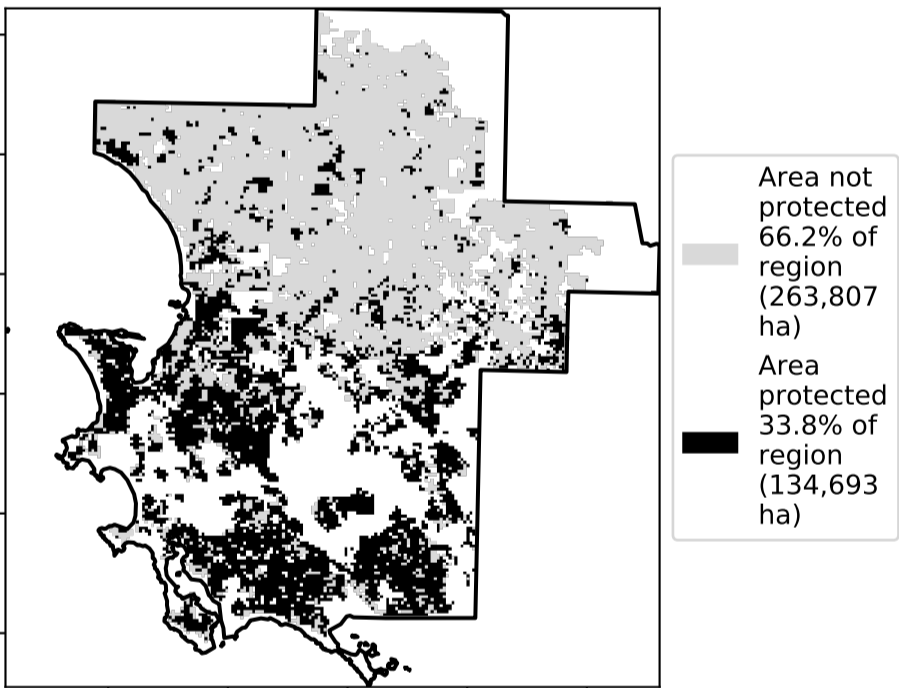 Area not
protected
66.2% of
region
(263,807
ha)
Area
protected
33.8% of
region
(134,693
ha)